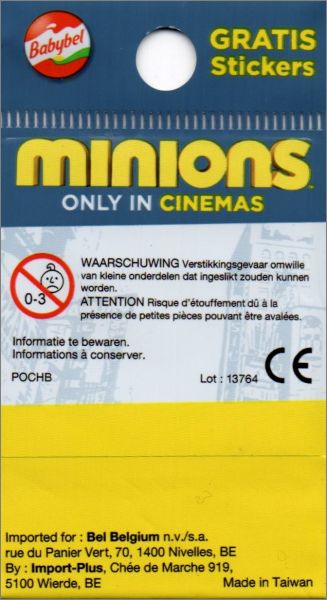 Babybel
GRATIS
Stickers
MINIONS
ONLY IN CINEMAS
0-3
WAARSCHUWING Verstikkingsgevaar omwille
van kleine onderdelen dat ingeslikt zouden kunnen
worden.
ATTENTION Risque d'étouffement dû à la
présence de petites pièces pouvant être avalées.
Informatie te bewaren.
Informations à conserver.
POCHB
Lot : 13764
CE
Imported for : Bel Belgium n.v./s.a.
rue du Panier Vert, 70, 1400 Nivelles, BE
By : Import-Plus, Chée de Marche 919,
5100 Wierde, BE
Made in Taiwan